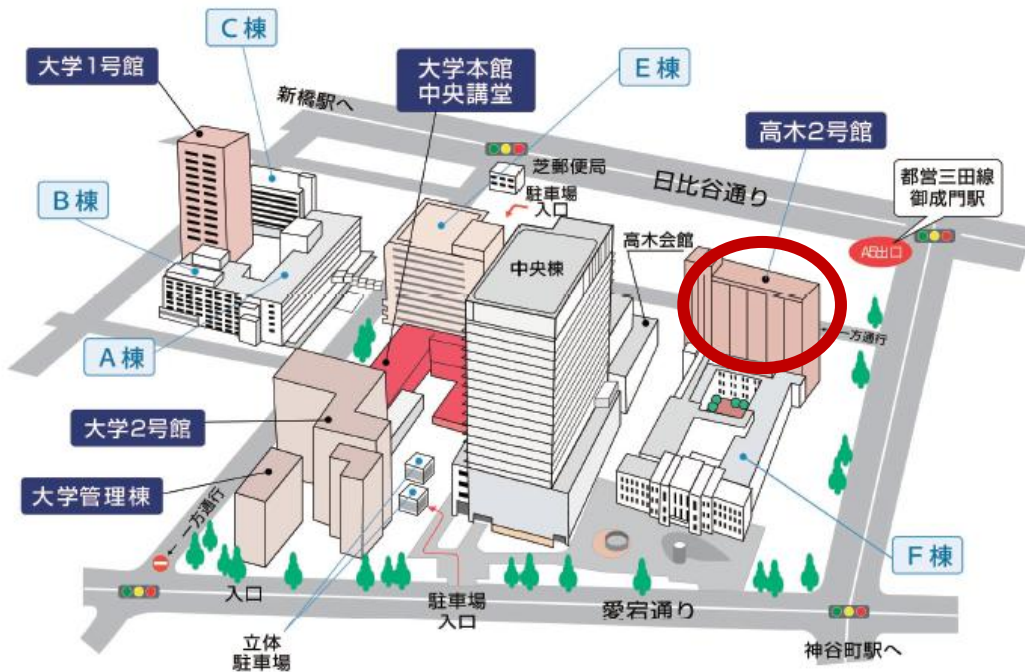 C棟
大学1号館
大学本館
中央講堂
E棟
新橋駅へ
高木2号館
芝郵便局
日比谷通り
都営三田線
御成門駅
駐車場
入口
B棟
高木会館
A5出口
中央棟
一方通行
A棟
大学2号館
大学管理棟
一方通行
F棟
入口
駐車場
入口
愛宕通り
立体
駐車場
神谷町駅へ